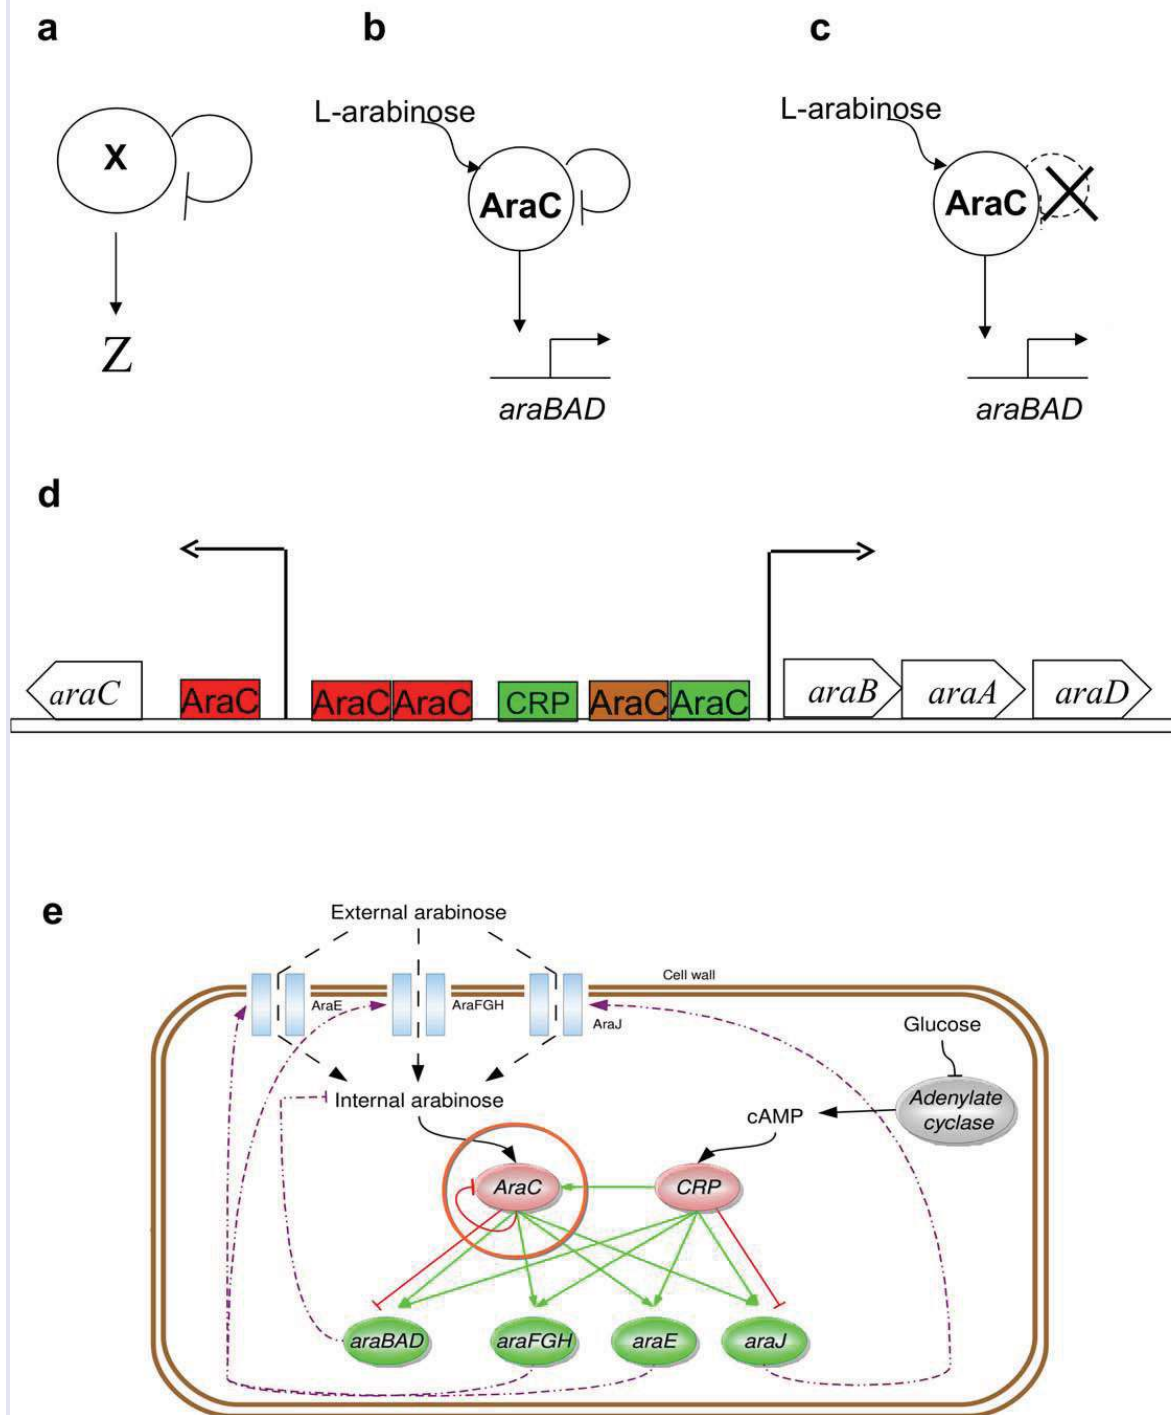 a
b
c
X
Z
L-arabinose
AraC
araBAD
L-arabinose
AraC
araBAD
d
araC
AraC
AraC
AraC
CRP
AraC
AraC
araB
araA
araD
e
External arabinose
Cell wall
AraE
AraFGH
AraJ
Glucose
Internal arabinose
cAMP
Adenylate
cyclase
AraC
CRP
araBAD
araFGH
araE
araJ